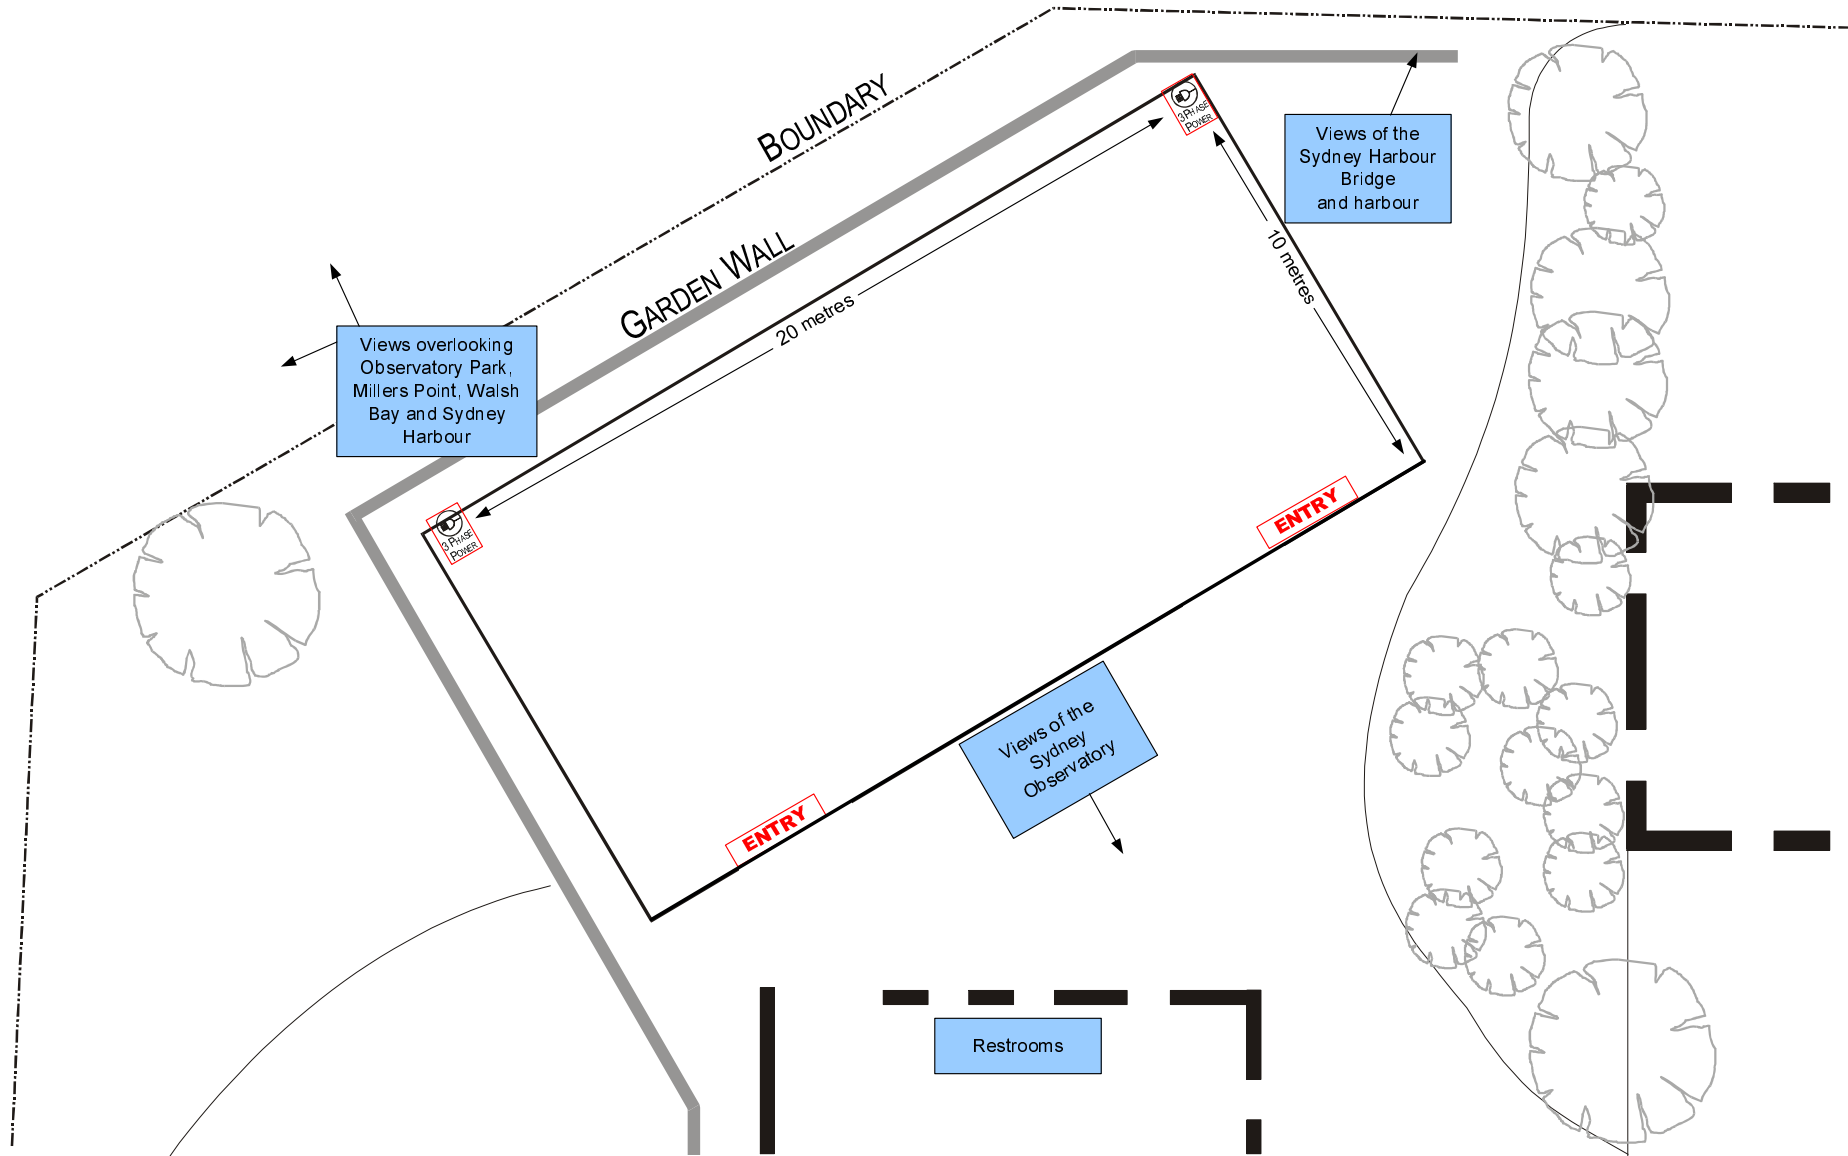 BOUNDARY
3 PHASE
POWER
Views of the
Sydney Harbour
Bridge
and harbour
GARDEN WALL
10 metres
20 metres
Views overlooking
Observatory Park,
Millers Point, Walsh
Bay and Sydney
Harbour
3 PHASE
POWER
ENTRY
Views of the
Sydney
Observatory
ENTRY
Restrooms